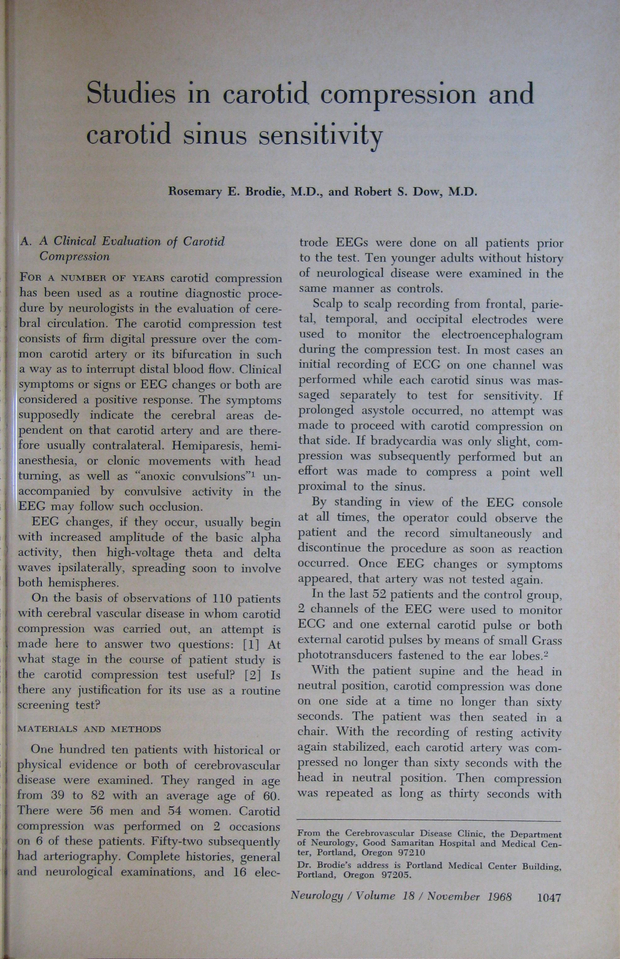 Studies in carotid compression and
carotid sinus sensitivity
Rosemary E. Brodie, M.D., and Robert S. Dow, M.D.
A. A Clinical Evaluation of Carotid
Compression
FOR A NUMBER OF YEARS carotid compression
has been used as a routine diagnostic proce-
dure by neurologists in the evaluation of cere-
bral circulation. The carotid compression test
consists of firm digital pressure over the com-
mon carotid artery or its bifurcation in such
a way as to interrupt distal blood flow. Clinical
symptoms or signs or EEG changes or both are
considered a positive response. The symptoms
supposedly indicate the cerebral areas de-
pendent on that carotid artery and are there-
fore usually contralateral. Hemiparesis, hemi-
anesthesia, or clonic movements with head
turning, as well as "anoxic convulsions"¹ un-
accompanied by convulsive activity in the
EEG may follow such occlusion.
EEG changes, if they occur, usually begin
with increased amplitude of the basic alpha
activity, then high-voltage theta and delta
waves ipsilaterally, spreading soon to involve
both hemispheres.
On the basis of observations of 110 patients
with cerebral vascular disease in whom carotid
compression was carried out, an attempt is
made here to answer two questions: [1] At
what stage in the course of patient study is
the carotid compression test useful? [2] Is
there any justification for its use as a routine
screening test?
MATERIALS AND METHODS
One hundred ten patients with historical or
physical evidence or both of cerebrovascular
disease were examined. They ranged in age
from 39 to 82 with an average age of 60.
There were 56 men and 54 women. Carotid
compression was performed on 2 occasions
on 6 of these patients. Fifty-two subsequently
had arteriography. Complete histories, general
and neurological examinations, and 16 elec-
trode EEGs were done on all patients prior
to the test. Ten younger adults without history
of neurological disease were examined in the
same manner as controls.
Scalp to scalp recording from frontal, parie-
tal, temporal, and occipital electrodes were
used to monitor the electroencephalogram
during the compression test. In most cases an
initial recording of ECG on one channel was
performed while each carotid sinus was mas-
saged separately to test for sensitivity. If
prolonged asystole occurred, no attempt was
made to proceed with carotid compression on
that side. If bradycardia was only slight, com-
pression was subsequently performed but an
effort was made to compress a point well
proximal to the sinus.
By standing in view of the EEG console
at all times, the operator could observe the
patient and the record simultaneously and
discontinue the procedure as soon as reaction
occurred. Once EEG changes or symptoms
appeared, that artery was not tested again.
In the last 52 patients and the control group,
2 channels of the EEG were used to monitor
ECG and one external carotid pulse or both
external carotid pulses by means of small Grass
phototransducers fastened to the ear lobes.²
With the patient supine and the head in
neutral position, carotid compression was done
on one side at a time no longer than sixty
seconds. The patient was then seated in a
chair. With the recording of resting activity
again stabilized, each carotid artery was com-
pressed no longer than sixty seconds with the
head in neutral position. Then compression
was repeated as long as thirty seconds with
From the Cerebrovascular Disease Clinic, the Department
of Neurology, Good Samaritan Hospital and Medical Cen-
ter, Portland, Oregon 97210
Dr. Brodie's address is Portland Medical Center Building,
Portland, Oregon 97205.
Neurology / Volume 18 / November 1968 1047